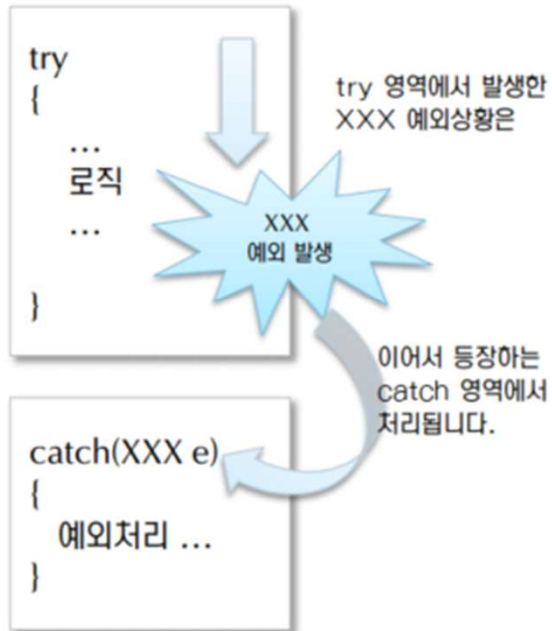 try
{
...
로직
...
}
try 영역에서 발생한
XXX 예외상황은
XXX
예외 발생
이어서 등장하는
catch 영역에서
처리됩니다.
catch(XXX e)
{
예외처리 ...
}